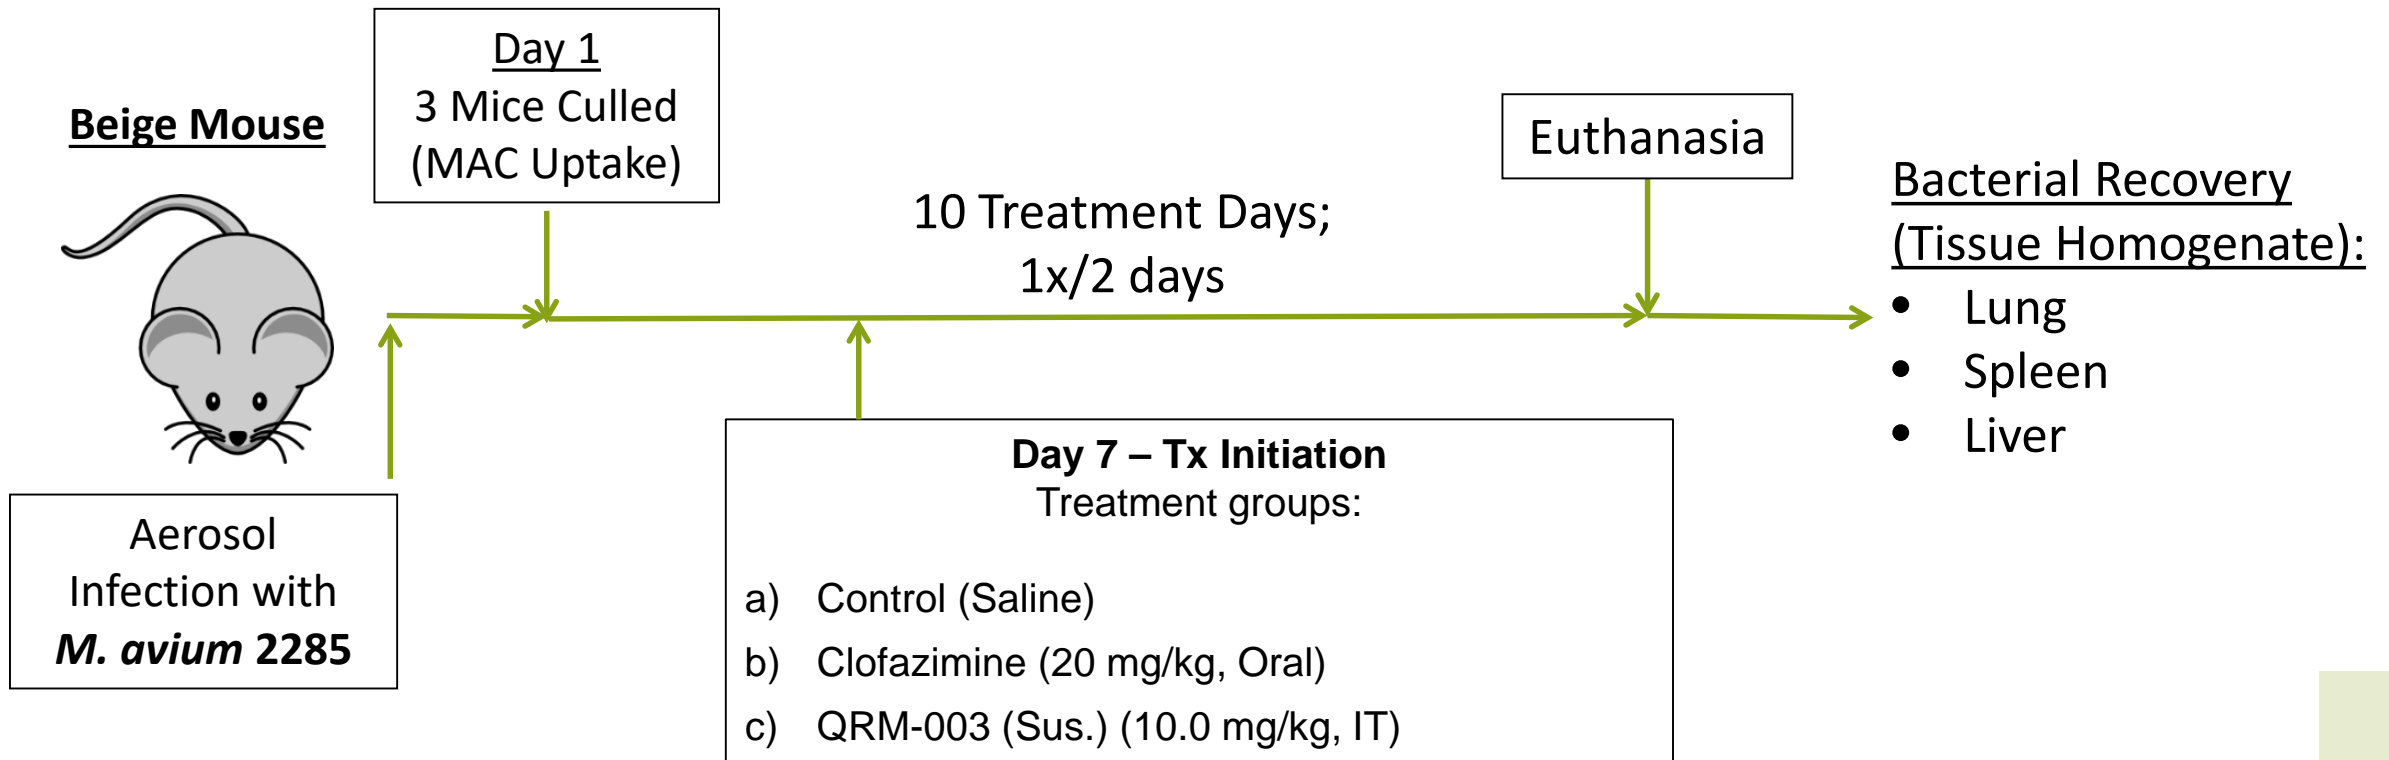 Beige Mouse
Aerosol
Infection with
M. avium 2285
Day 1
3 Mice Culled
(MAC Uptake)
10 Treatment Days;
1x/2 days
Day 7 – Tx Initiation
Treatment groups:
a) Control (Saline)
b) Clofazimine (20 mg/kg, Oral)
c) QRM-003 (Sus.) (10.0 mg/kg, IT)
Euthanasia
Bacterial Recovery
(Tissue Homogenate):
• Lung
• Spleen
• Liver